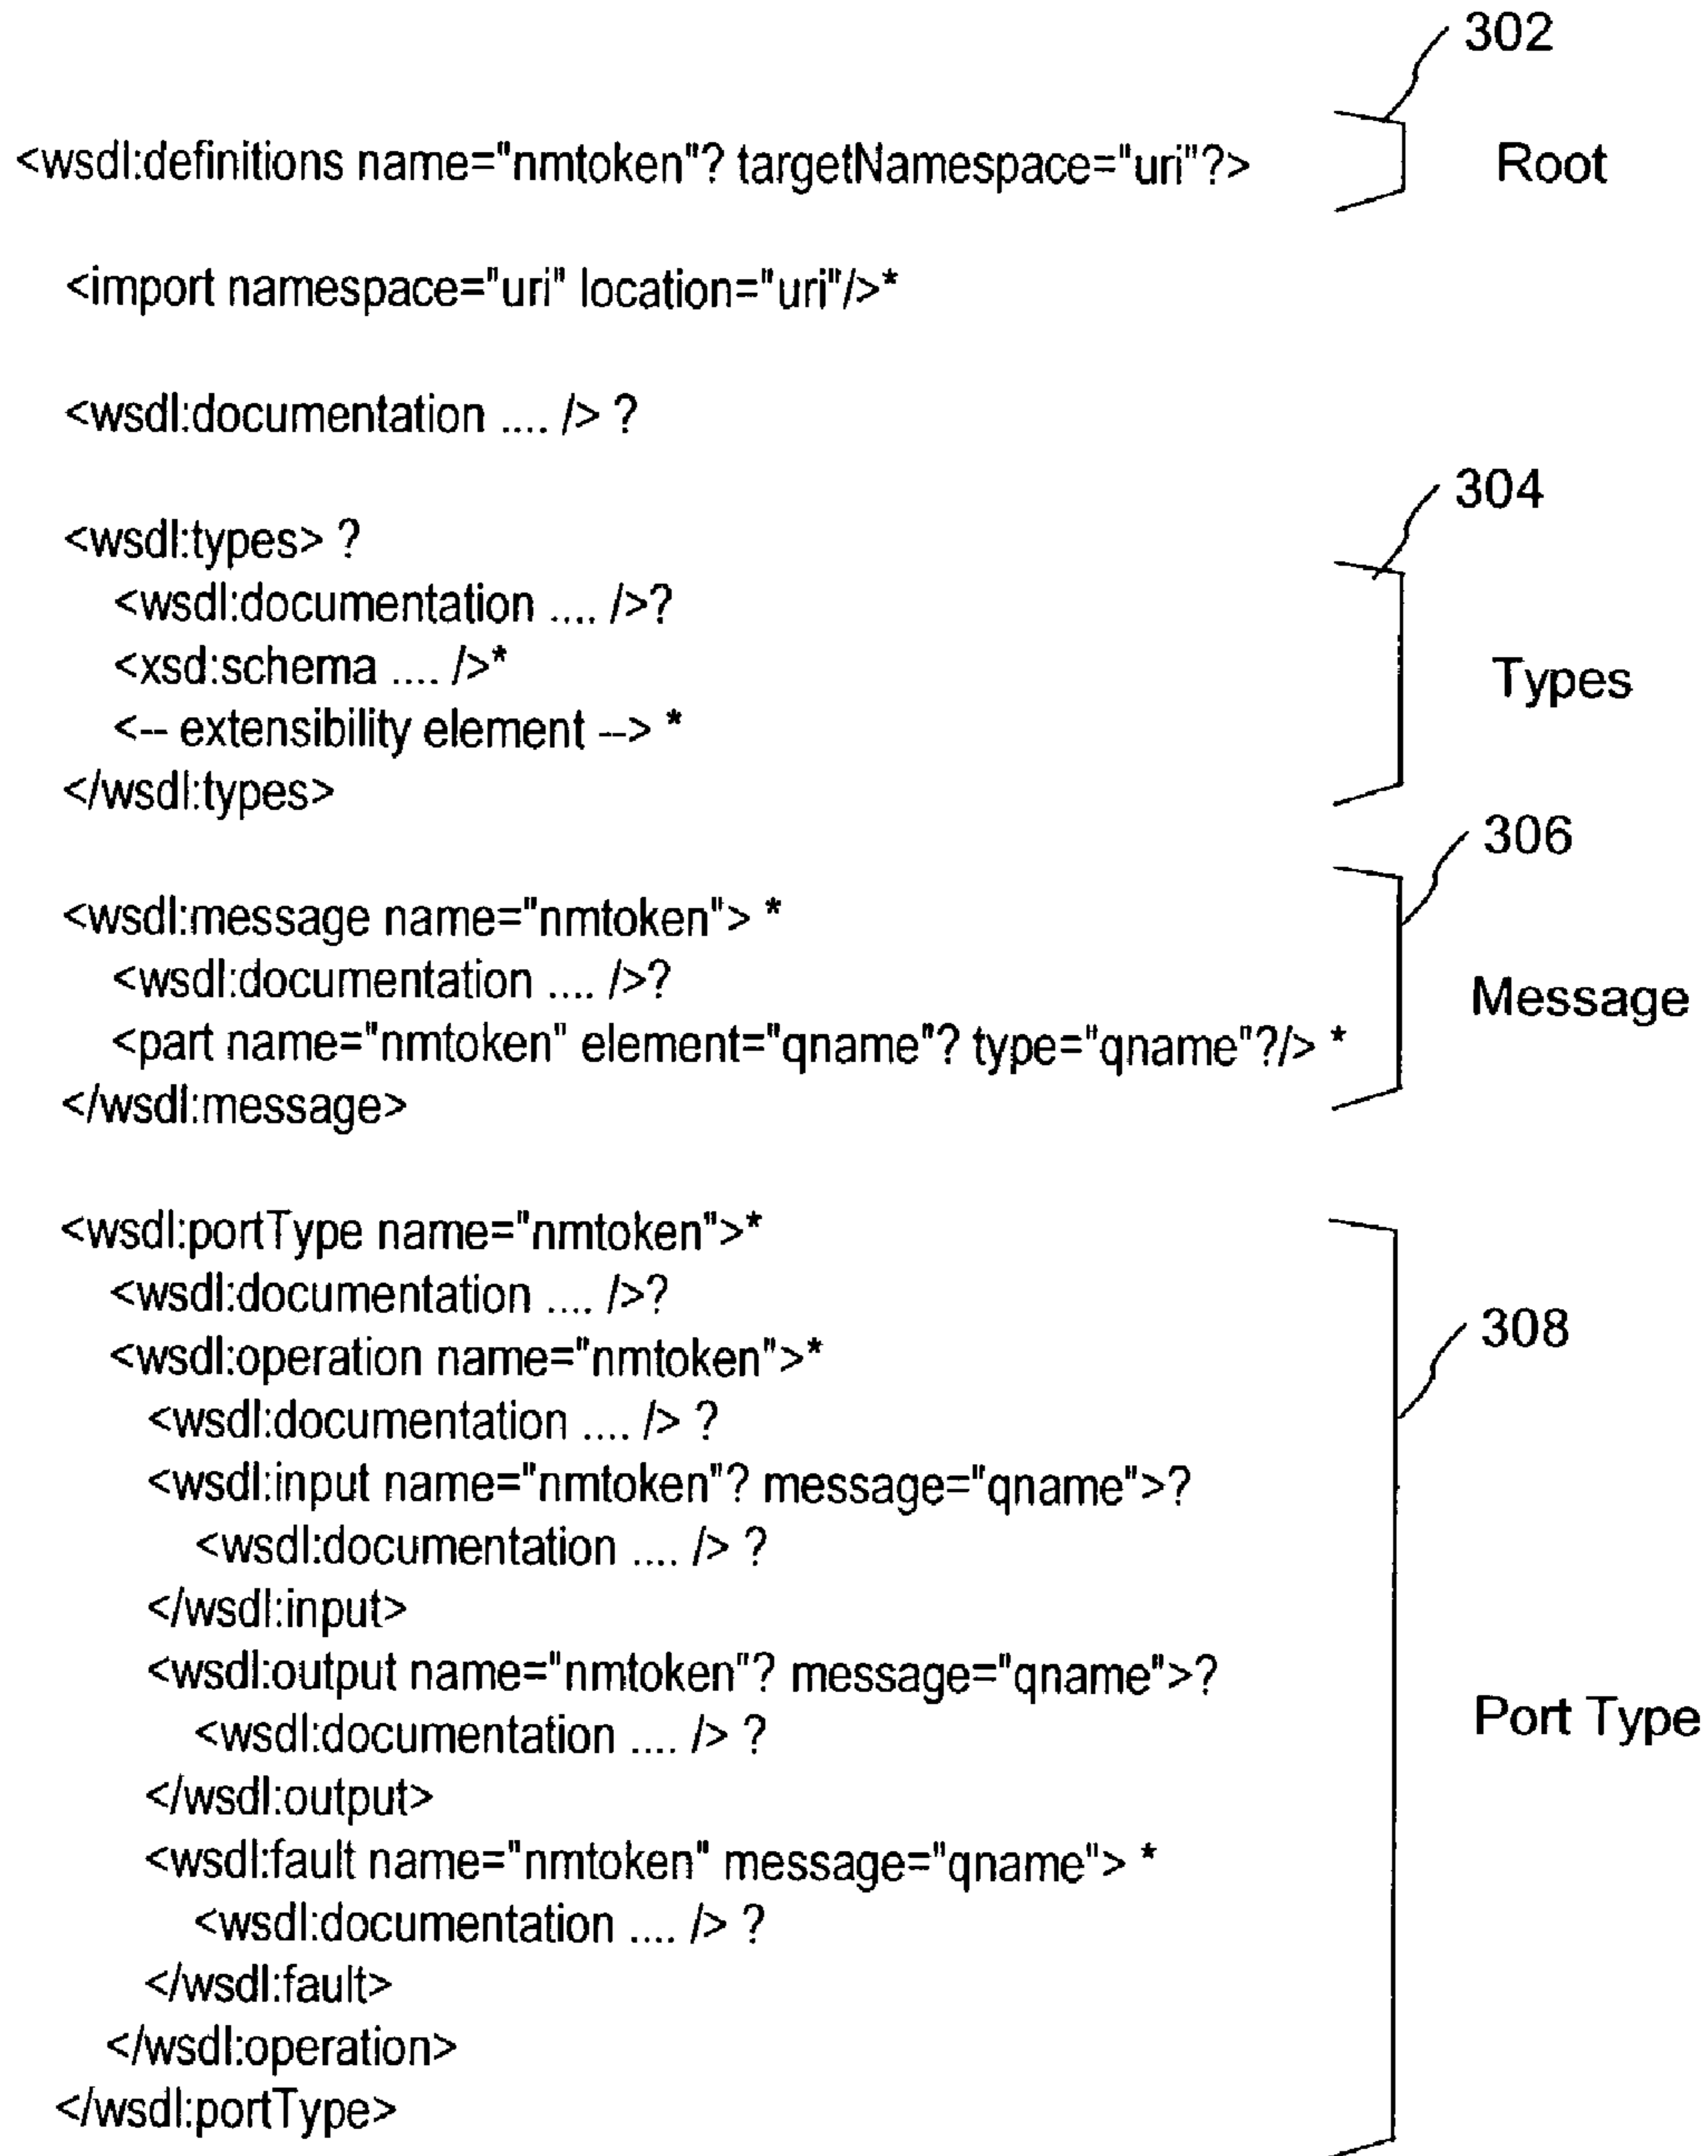 302
<wsdl:definitions name="nmtoken"? targetNamespace="uri"?>
Root
<import namespace="uri" location="uri"/>*
<wsdl:documentation .... /> ?
304
<wsdl:types> ?
<wsdl:documentation .... />?
<xsd:schema .... />*
Types
<-- extensibility element --> *
</wsdl:types>
306
<wsdl:message name="nmtoken"> *
<wsdl:documentation .... />?
Message
<part name="nmtoken" element="qname"? type="qname"?/> *
</wsdl:message>
<wsdl:portType name="nmtoken">*
<wsdl:documentation .... />?
308
<wsdl:operation name="nmtoken">*
<wsdl:documentation .... /> ?
<wsdl:input name="nmtoken"? message="qname">?
<wsdl:documentation .... /> ?
</wsdl:input>
<wsdl:output name="nmtoken"? message="qname">?
Port Type
<wsdl:documentation .... /> ?
</wsdl:output>
<wsdl:fault name="nmtoken" message="qname"> *
<wsdl:documentation .... /> ?
</wsdl:fault>
</wsdl:operation>
</wsdl:portType>